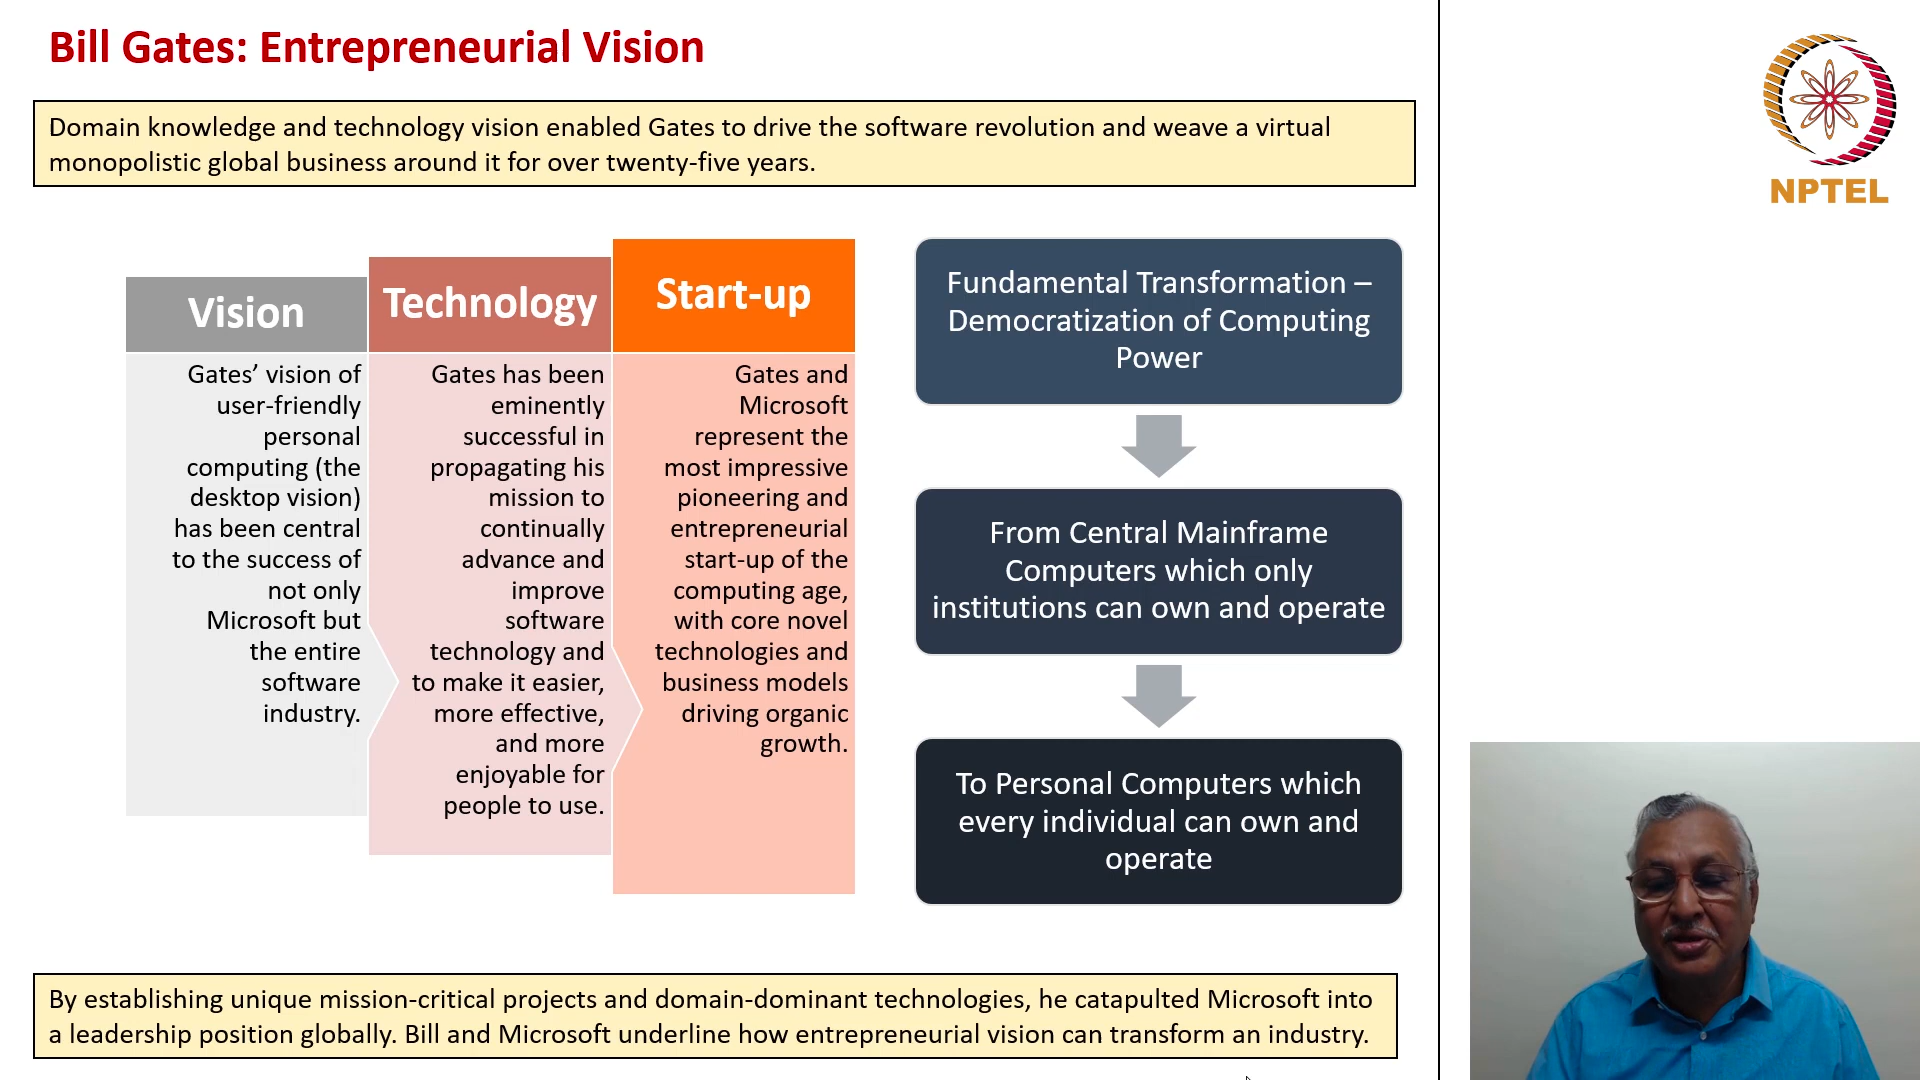 Bill Gates: Entrepreneurial Vision
Domain knowledge and technology vision enabled Gates to drive the software revolution and weave a virtual
monopolistic global business around it for over twenty-five years.
Vision
Gates’ vision of
user-friendly
personal
computing (the
desktop vision)
has been central
to the success of
not only
Microsoft but
the entire
software
industry.
Technology
Gates has been
eminently
successful in
propagating his
mission to
continually
advance and
improve
software
technology and
to make it easier,
more effective,
and more
enjoyable for
people to use.
Start-up
Gates and
Microsoft
represent the
most impressive
pioneering and
entrepreneurial
start-up of the
computing age,
with core novel
technologies and
business models
driving organic
growth.
Fundamental Transformation –
Democratization of Computing
Power
From Central Mainframe
Computers which only
institutions can own and operate
To Personal Computers which
every individual can own and
operate
By establishing unique mission-critical projects and domain-dominant technologies, he catapulted Microsoft into
a leadership position globally. Bill and Microsoft underline how entrepreneurial vision can transform an industry.
NPTEL